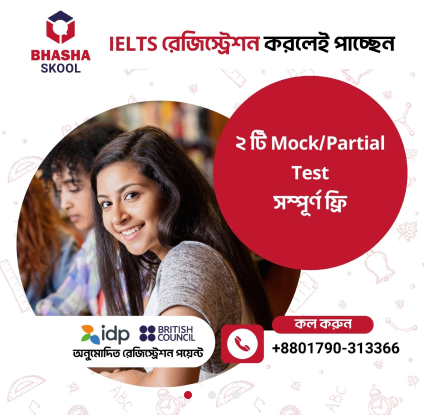 BHASHA
SKOOL
IELTS রেজিস্ট্রেশন করলেই পাচ্ছেন
২ টি Mock/Partial
Test
সম্পূর্ণ ফ্রি
idp
BRITISH
COUNCIL
অনুমোদিত রেজিস্ট্রেশন পয়েন্ট
কল করুন
+8801790-313366